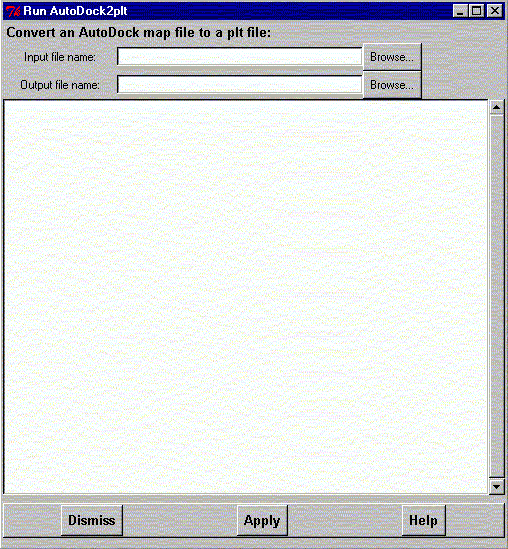 Run AutoDock2plt
Convert an AutoDock map file to a plt file:
Input file name: Browse...
Output file name: Browse...
Dismiss Apply Help